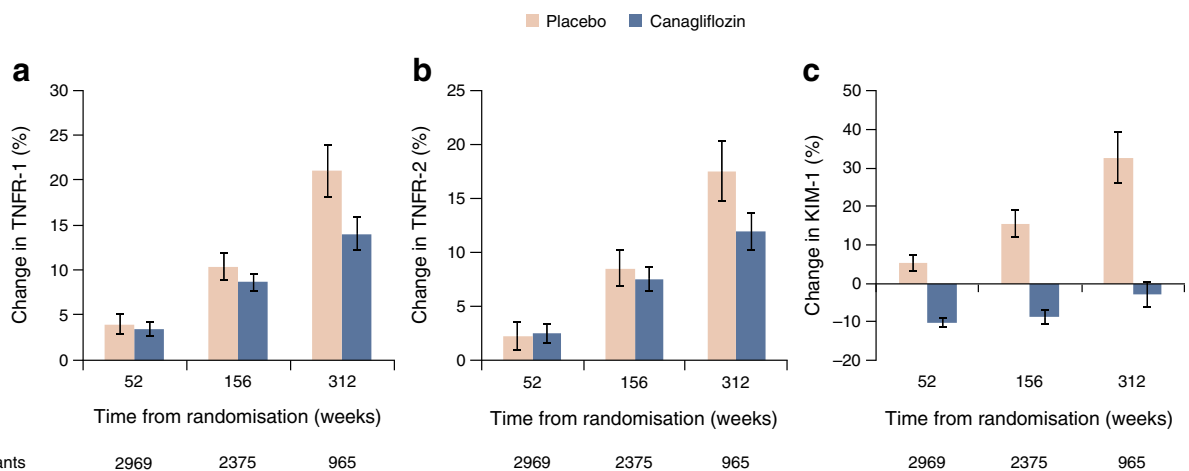 Placebo Canagliflozin
a
Change in TNFR-1 (%)
30
25
20
15
10
5
0
52 156 312
Time from randomisation (weeks)
b
Change in TNFR-2 (%)
25
20
15
10
5
0
52 156 312
Time from randomisation (weeks)
c
Change in KIM-1 (%)
50
40
30
20
10
0
–10
–20
52 156 312
Time from randomisation (weeks)
ants 2969 2375 965 2969 2375 965 2969 2375 965